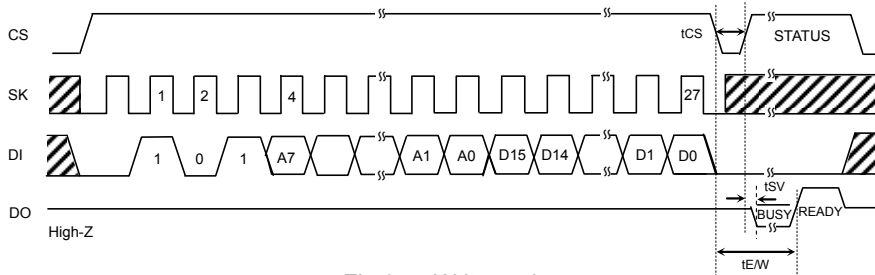 CS
tCS
STATUS
SK
1 2 4 27
DI
1 0 1 A7 A1 A0 D15 D14 D1 D0
tSV
DO
BUSY READY
High-Z
tE/W